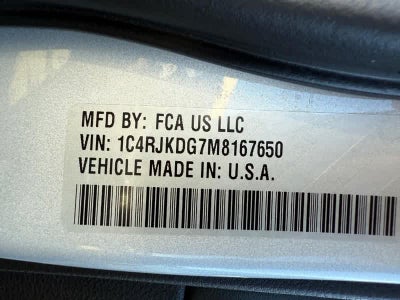 MFD BY: FCA US LLC
VIN: 1C4RJKDG7M8167650
VEHICLE MADE IN: U.S.A.